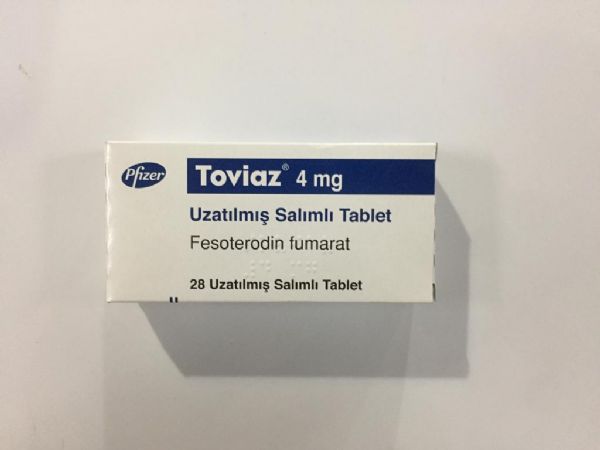 Pfizer
Toviaz® 4 mg
Uzatılmış Salımlı Tablet
Fesoterodin fumarat
28 Uzatılmış Salımlı Tablet